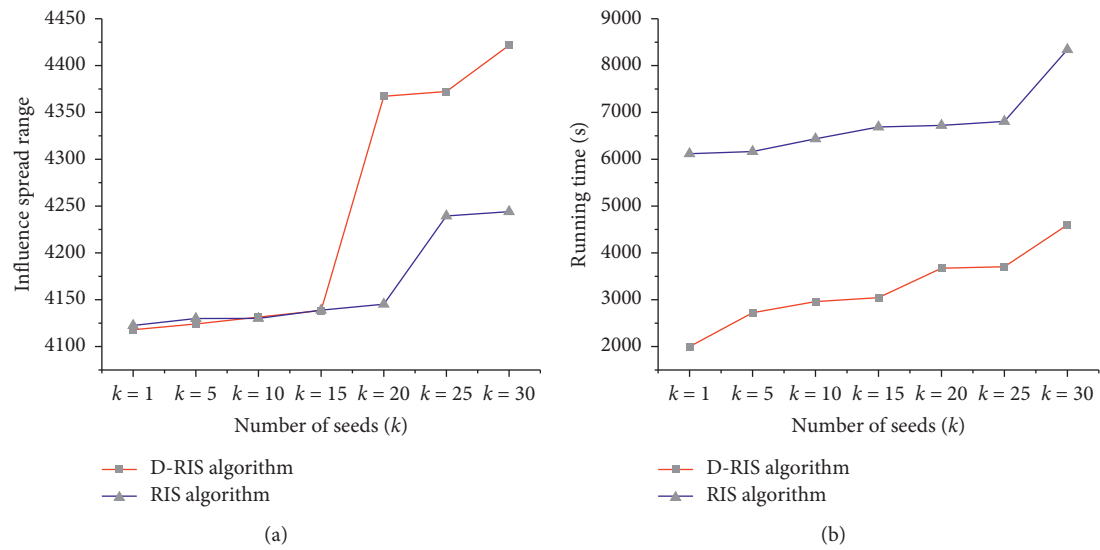 4450
4400
4350
4300
4250
4200
4150
4100
Influence spread range
k = 1 k = 5 k = 10 k = 15 k = 20 k = 25 k = 30
Number of seeds (k)
D-RIS algorithm
RIS algorithm
(a)
9000
8000
7000
6000
5000
4000
3000
2000
Running time (s)
k = 1 k = 5 k = 10 k = 15 k = 20 k = 25 k = 30
Number of seeds (k)
D-RIS algorithm
RIS algorithm
(b)